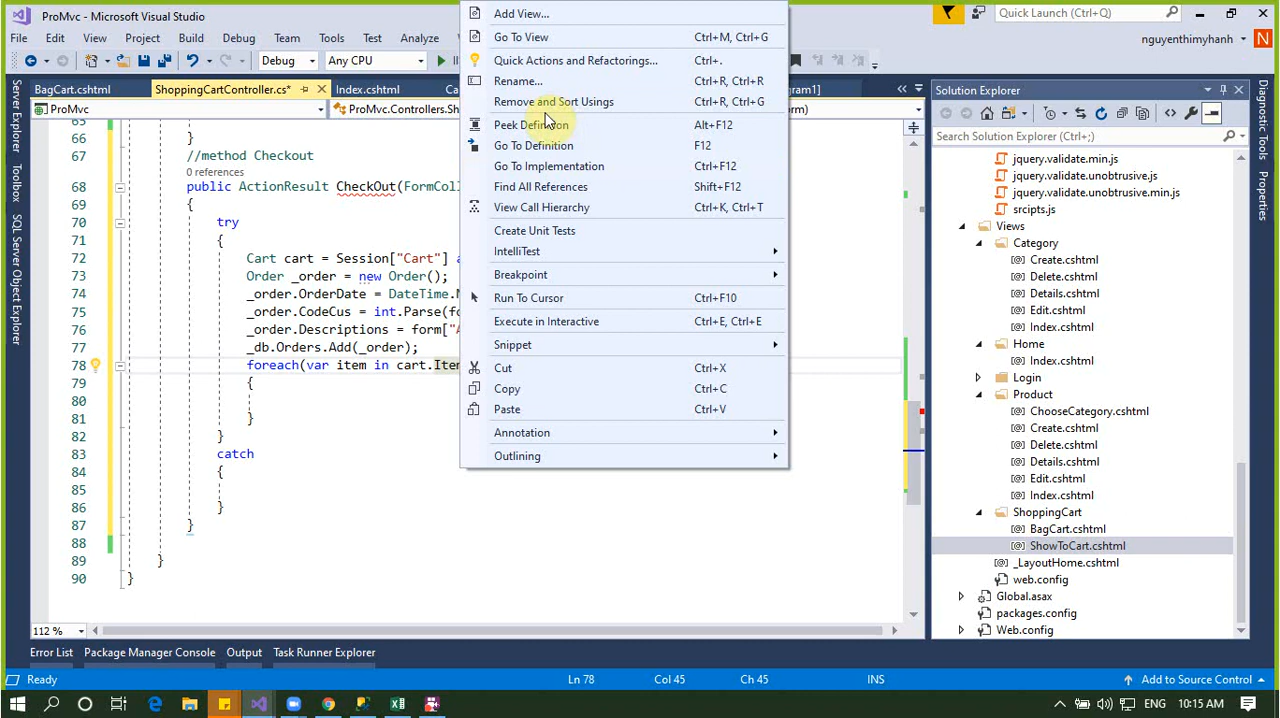 ProMvc - Microsoft Visual Studio
Quick Launch (Ctrl+Q)
File Edit View Project Build Debug Team Tools Test Analyze
nguyenthimyhanh N
Debug Any CPU
BagCart.cshtml ShoppingCartController.cs* Index.cshtml ram1]
ProMvc ProMvc.Controllers.Sh orm)
Server Explorer
Toolbox
SQL Server Object Explorer
65
66 }
67 //method Checkout
0 references
68 public ActionResult CheckOut(FormColl
69 {
70 try
71 {
72 Cart cart = Session["Cart"] a
73 Order _order = new Order();
74 _order.OrderDate = DateTime.N
75 _order.CodeCus = int.Parse(fo
76 _order.Descriptions = form["A
77 _db.Orders.Add(_order);
78 foreach(var item in cart.Item
79 {
80
81 }
82 }
83 catch
84 {
85
86 }
87 }
88
89 }
90 }
112 %
Add View...
Go To View Ctrl+M, Ctrl+G
Quick Actions and Refactorings... Ctrl+.
Rename... Ctrl+R, Ctrl+R
Remove and Sort Usings Ctrl+R, Ctrl+G
Peek Definition Alt+F12
Go To Definition F12
Go To Implementation Ctrl+F12
Find All References Shift+F12
View Call Hierarchy Ctrl+K, Ctrl+T
Create Unit Tests
IntelliTest
Breakpoint
Run To Cursor Ctrl+F10
Execute in Interactive Ctrl+E, Ctrl+E
Snippet
Cut Ctrl+X
Copy Ctrl+C
Paste Ctrl+V
Annotation
Outlining
Solution Explorer
Search Solution Explorer (Ctrl+;)
jquery.validate.min.js
jquery.validate.unobtrusive.js
jquery.validate.unobtrusive.min.js
srcipts.js
Views
Category
Create.cshtml
Delete.cshtml
Details.cshtml
Edit.cshtml
Index.cshtml
Home
Index.cshtml
Login
Product
ChooseCategory.cshtml
Create.cshtml
Delete.cshtml
Details.cshtml
Edit.cshtml
Index.cshtml
ShoppingCart
BagCart.cshtml
ShowToCart.cshtml
_LayoutHome.cshtml
web.config
Global.asax
packages.config
Web.config
Diagnostic Tools
Properties
Error List Package Manager Console Output Task Runner Explorer
Ready Ln 78 Col 45 Ch 45 INS Add to Source Control
ENG 10:15 AM